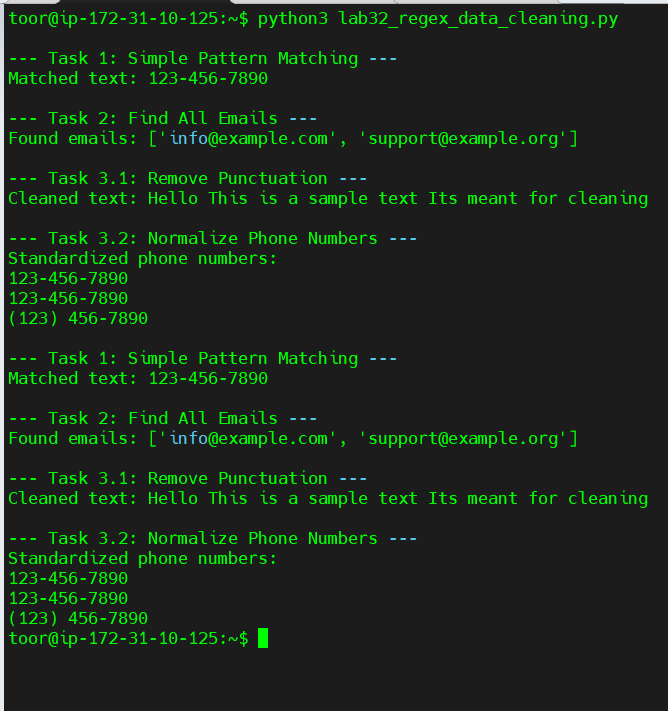 toor@ip-172-31-10-125:~$ python3 lab32_regex_data_cleaning.py
--- Task 1: Simple Pattern Matching ---
Matched text: 123-456-7890
--- Task 2: Find All Emails ---
Found emails: ['info@example.com', 'support@example.org']
--- Task 3.1: Remove Punctuation ---
Cleaned text: Hello This is a sample text Its meant for cleaning
--- Task 3.2: Normalize Phone Numbers ---
Standardized phone numbers:
123-456-7890
123-456-7890
(123) 456-7890
--- Task 1: Simple Pattern Matching ---
Matched text: 123-456-7890
--- Task 2: Find All Emails ---
Found emails: ['info@example.com', 'support@example.org']
--- Task 3.1: Remove Punctuation ---
Cleaned text: Hello This is a sample text Its meant for cleaning
--- Task 3.2: Normalize Phone Numbers ---
Standardized phone numbers:
123-456-7890
123-456-7890
(123) 456-7890
toor@ip-172-31-10-125:~$